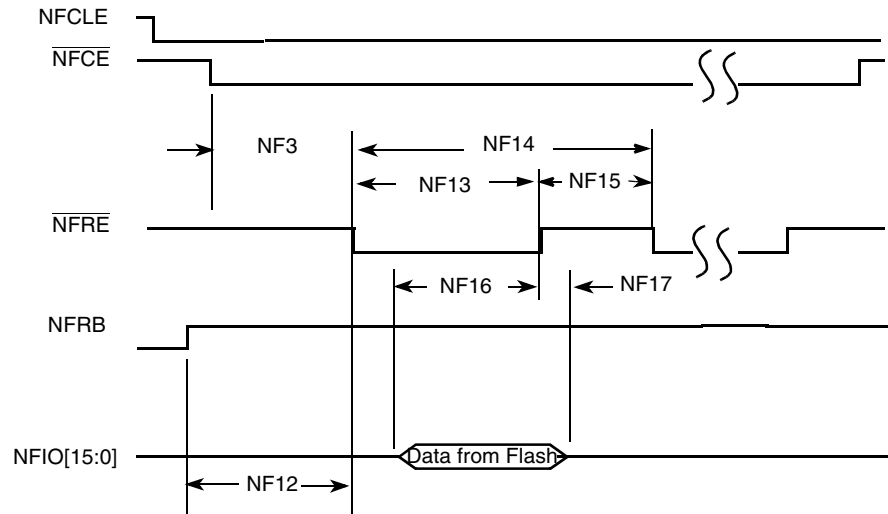 NFCLE
NFCE
NF3
NF14
NF13
NF15
NFRE
NF16
NF17
NFRB
NFIO[15:0]
Data from Flash
NF12